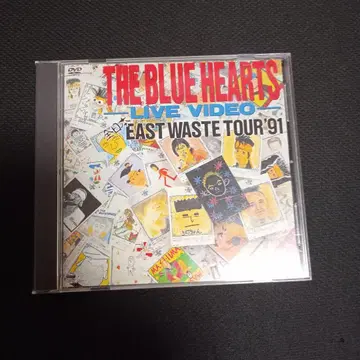 DVD
THE BLUE HEARTS
LIVE VIDEO
EAST WASTE TOUR '91